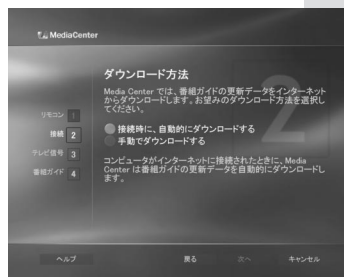 MediaCenter
ダウンロード方法
Media Center では、番組ガイドの更新データをインターネット
からダウンロードします。お望みのダウンロード方法を選択し
てください。
接続時に、自動的にダウンロードする
手動でダウンロードする
コンピュータがインターネットに接続されたときに、Media
Center は番組ガイドの更新データを自動的にダウンロードし
ます。
リモコン 1
接続 2
テレビ信号 3
番組ガイド 4
2
ヘルプ 戻る 次へ キャンセル